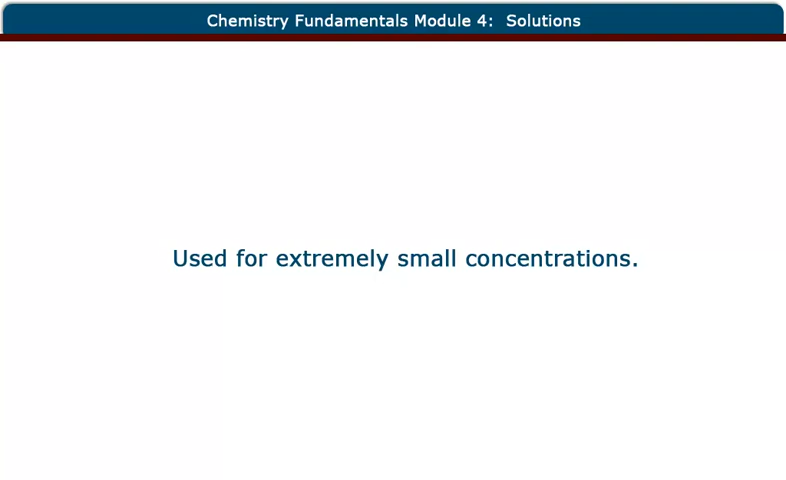 Chemistry Fundamentals Module 4: Solutions
Used for extremely small concentrations.